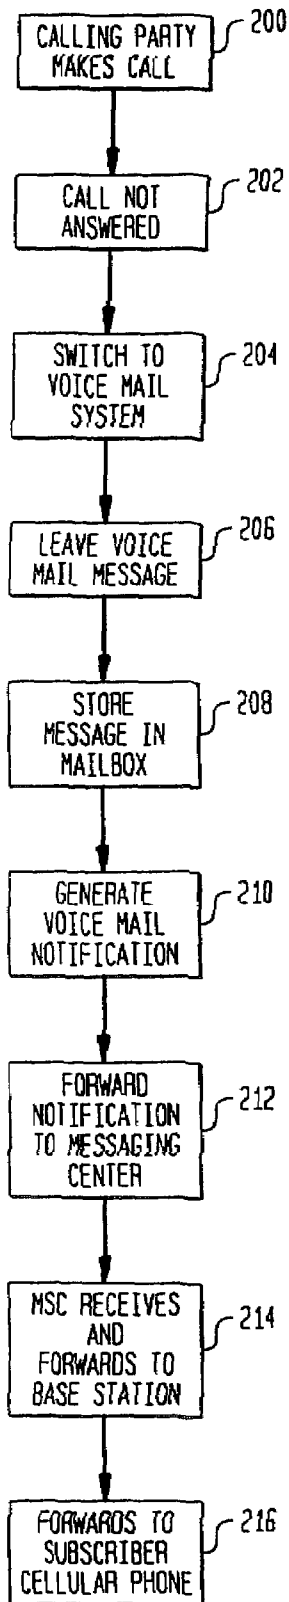 CALLING PARTY
MAKES CALL
200
CALL NOT
ANSWERED
202
SWITCH TO
VOICE MAIL
SYSTEM
204
LEAVE VOICE
MAIL MESSAGE
206
STORE
MESSAGE IN
MAILBOX
208
GENERATE
VOICE MAIL
NOTIFICATION
210
FORWARD
NOTIFICATION
TO MESSAGING
CENTER
212
MSC RECEIVES
AND
FORWARDS TO
BASE STATION
214
FORWARDS TO
SUBSCRIBER
CELLULAR PHONE
216